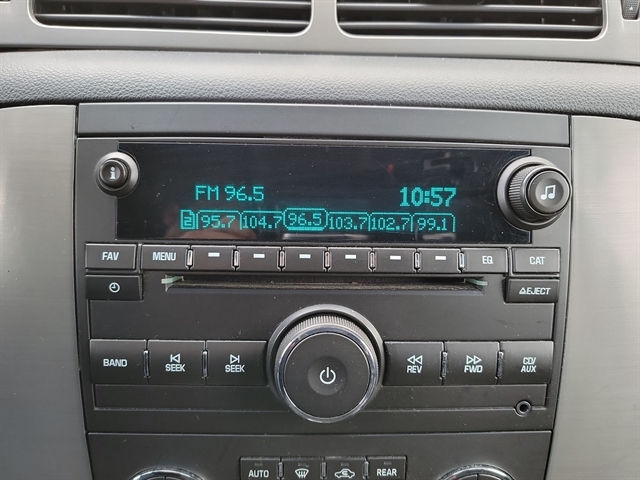 FM 96.5 10:57
2 95.7 104.7 96.5 103.7 102.7 99.1
FAV MENU EQ CAT
EJECT
BAND SEEK SEEK REV FWD CD/AUX
AUTO REAR